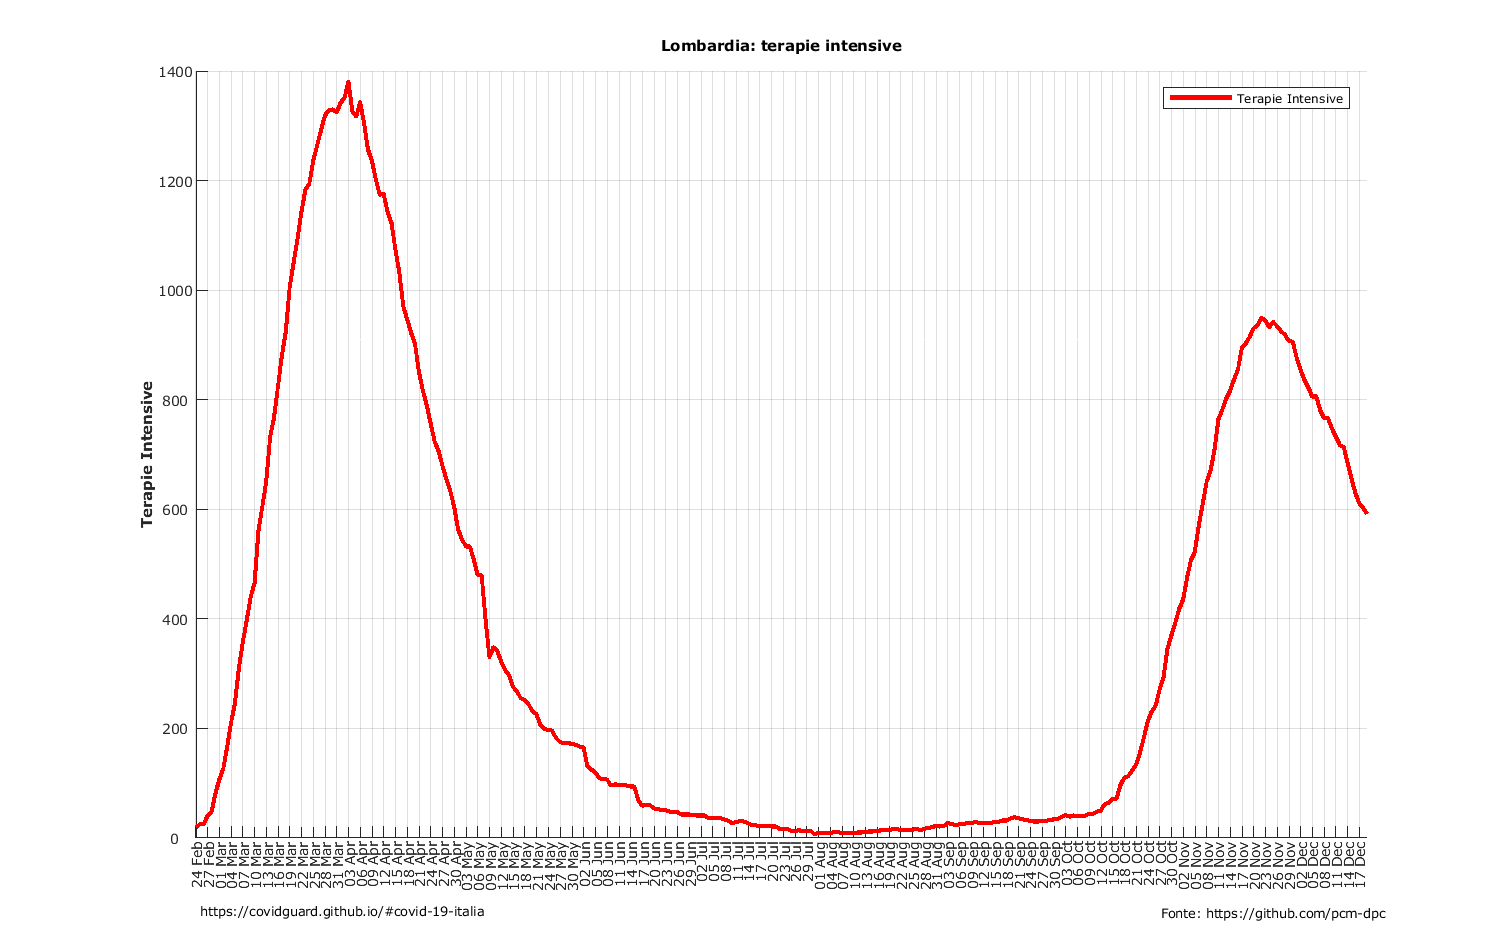 Lombardia: terapie intensive
Terapie Intensive
Terapie Intensive
1400
1200
1000
800
600
400
200
0
24 Feb
27 Feb
01 Mar
04 Mar
07 Mar
10 Mar
13 Mar
16 Mar
19 Mar
22 Mar
25 Mar
28 Mar
31 Mar
03 Apr
06 Apr
09 Apr
12 Apr
15 Apr
18 Apr
21 Apr
24 Apr
27 Apr
30 Apr
03 May
06 May
09 May
12 May
15 May
18 May
21 May
24 May
27 May
30 May
02 Jun
05 Jun
08 Jun
11 Jun
14 Jun
17 Jun
20 Jun
23 Jun
26 Jun
29 Jun
02 Jul
05 Jul
08 Jul
11 Jul
14 Jul
17 Jul
20 Jul
23 Jul
26 Jul
29 Jul
01 Aug
04 Aug
07 Aug
10 Aug
13 Aug
16 Aug
19 Aug
22 Aug
25 Aug
28 Aug
31 Aug
03 Sep
06 Sep
09 Sep
12 Sep
15 Sep
18 Sep
21 Sep
24 Sep
27 Sep
30 Sep
03 Oct
06 Oct
09 Oct
12 Oct
15 Oct
18 Oct
21 Oct
24 Oct
27 Oct
30 Oct
02 Nov
05 Nov
08 Nov
11 Nov
14 Nov
17 Nov
20 Nov
23 Nov
26 Nov
29 Nov
02 Dec
05 Dec
08 Dec
11 Dec
14 Dec
17 Dec
https://covidguard.github.io/#covid-19-italia
Fonte: https://github.com/pcm-dpc